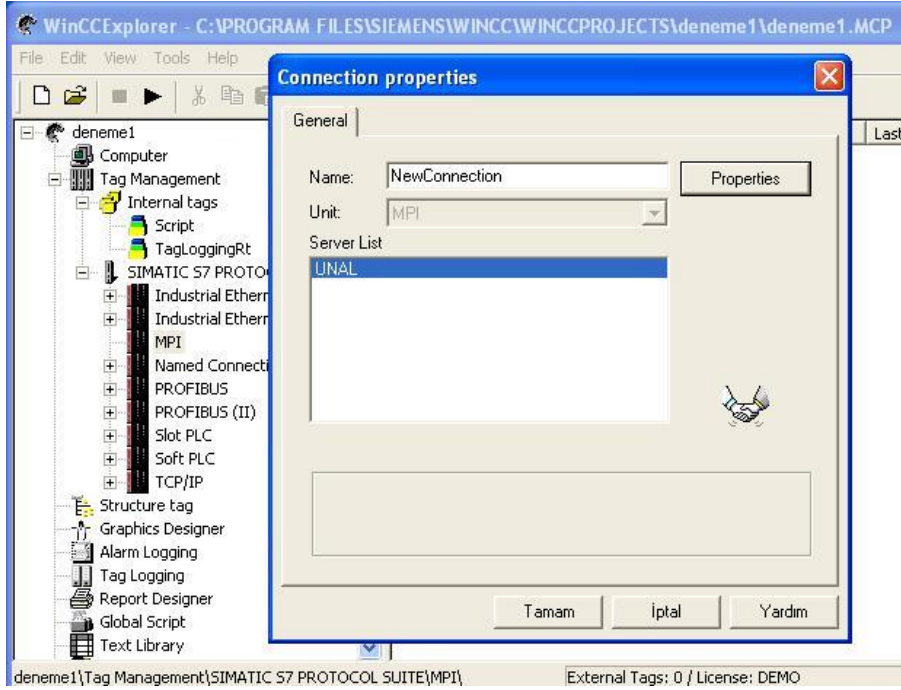 WinCCExplorer - C:\PROGRAM FILES\SIEMENS\WINCC\WINCCPROJECTS\deneme1\deneme1.MCP
File Edit View Tools Help
Connection properties
General
Name: NewConnection
Properties
Unit: MPI
Server List
UNAL
Tamam İptal Yardım
Last
deneme1
Computer
Tag Management
Internal tags
Script
TagLoggingRt
SIMATIC S7 PROTO
Industrial Ethern
Industrial Ethern
MPI
Named Connecti
PROFIBUS
PROFIBUS (II)
Slot PLC
Soft PLC
TCP/IP
Structure tag
Graphics Designer
Alarm Logging
Tag Logging
Report Designer
Global Script
Text Library
deneme1\Tag Management\SIMATIC S7 PROTOCOL SUITE\MPI\ External Tags: 0 / License: DEMO